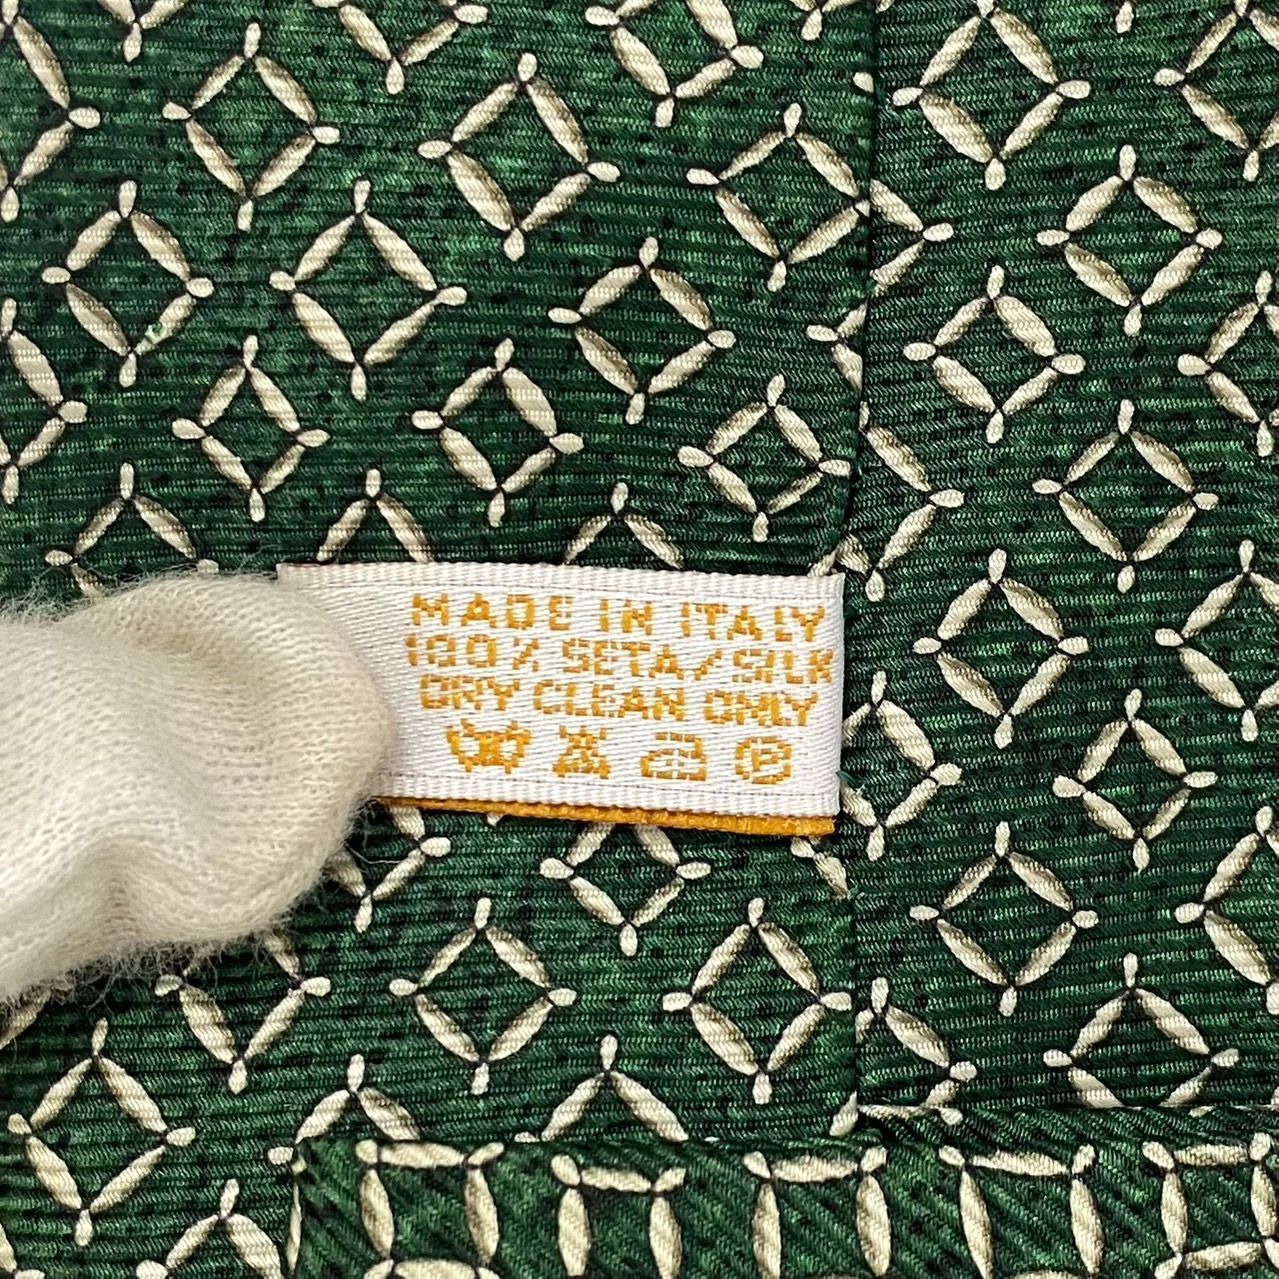 MADE IN ITALY
100% SETA/SILK
DRY CLEAN ONLY
P